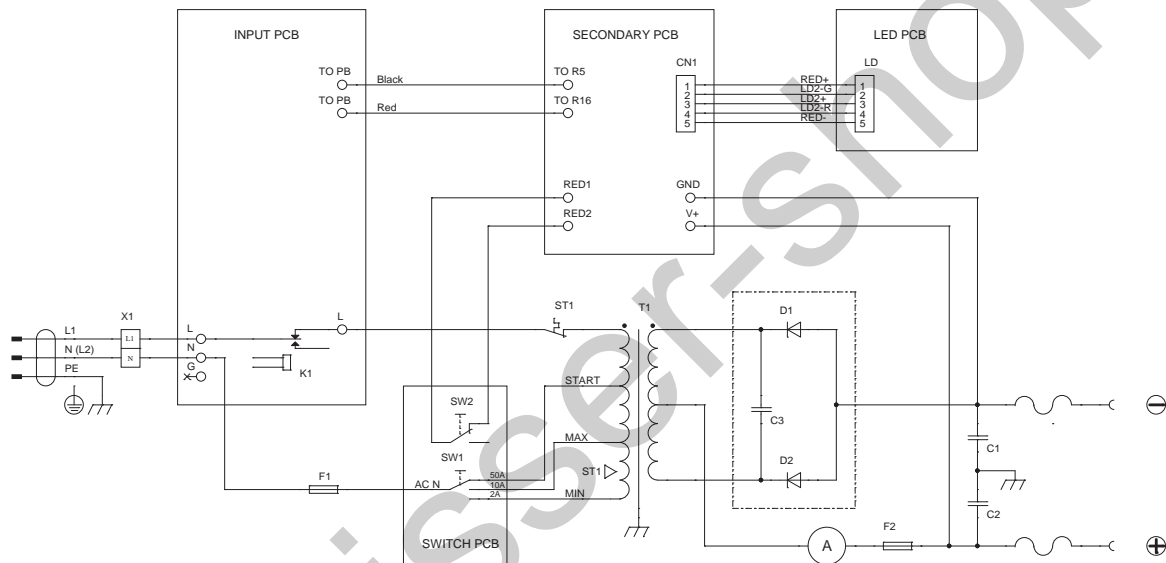 INPUT PCB
SECONDARY PCB
LED PCB
TO PB
Black
TO R5
CN1
LD
TO PB
Red
TO R16
1
2
3
4
5
RED+
LD2-G
LD2+
LD2-R
RED-
1
2
3
4
5
RED1
GND
RED2
V+
L1
X1
L
L1
L
ST1
T1
D1
N (L2)
N
N
PE
G
K1
START
C3
SW2
MAX
C1
SW1
ST1
D2
F1
AC N
50A
10A
2A
MIN
C2
SWITCH PCB
A
F2
isser-shop